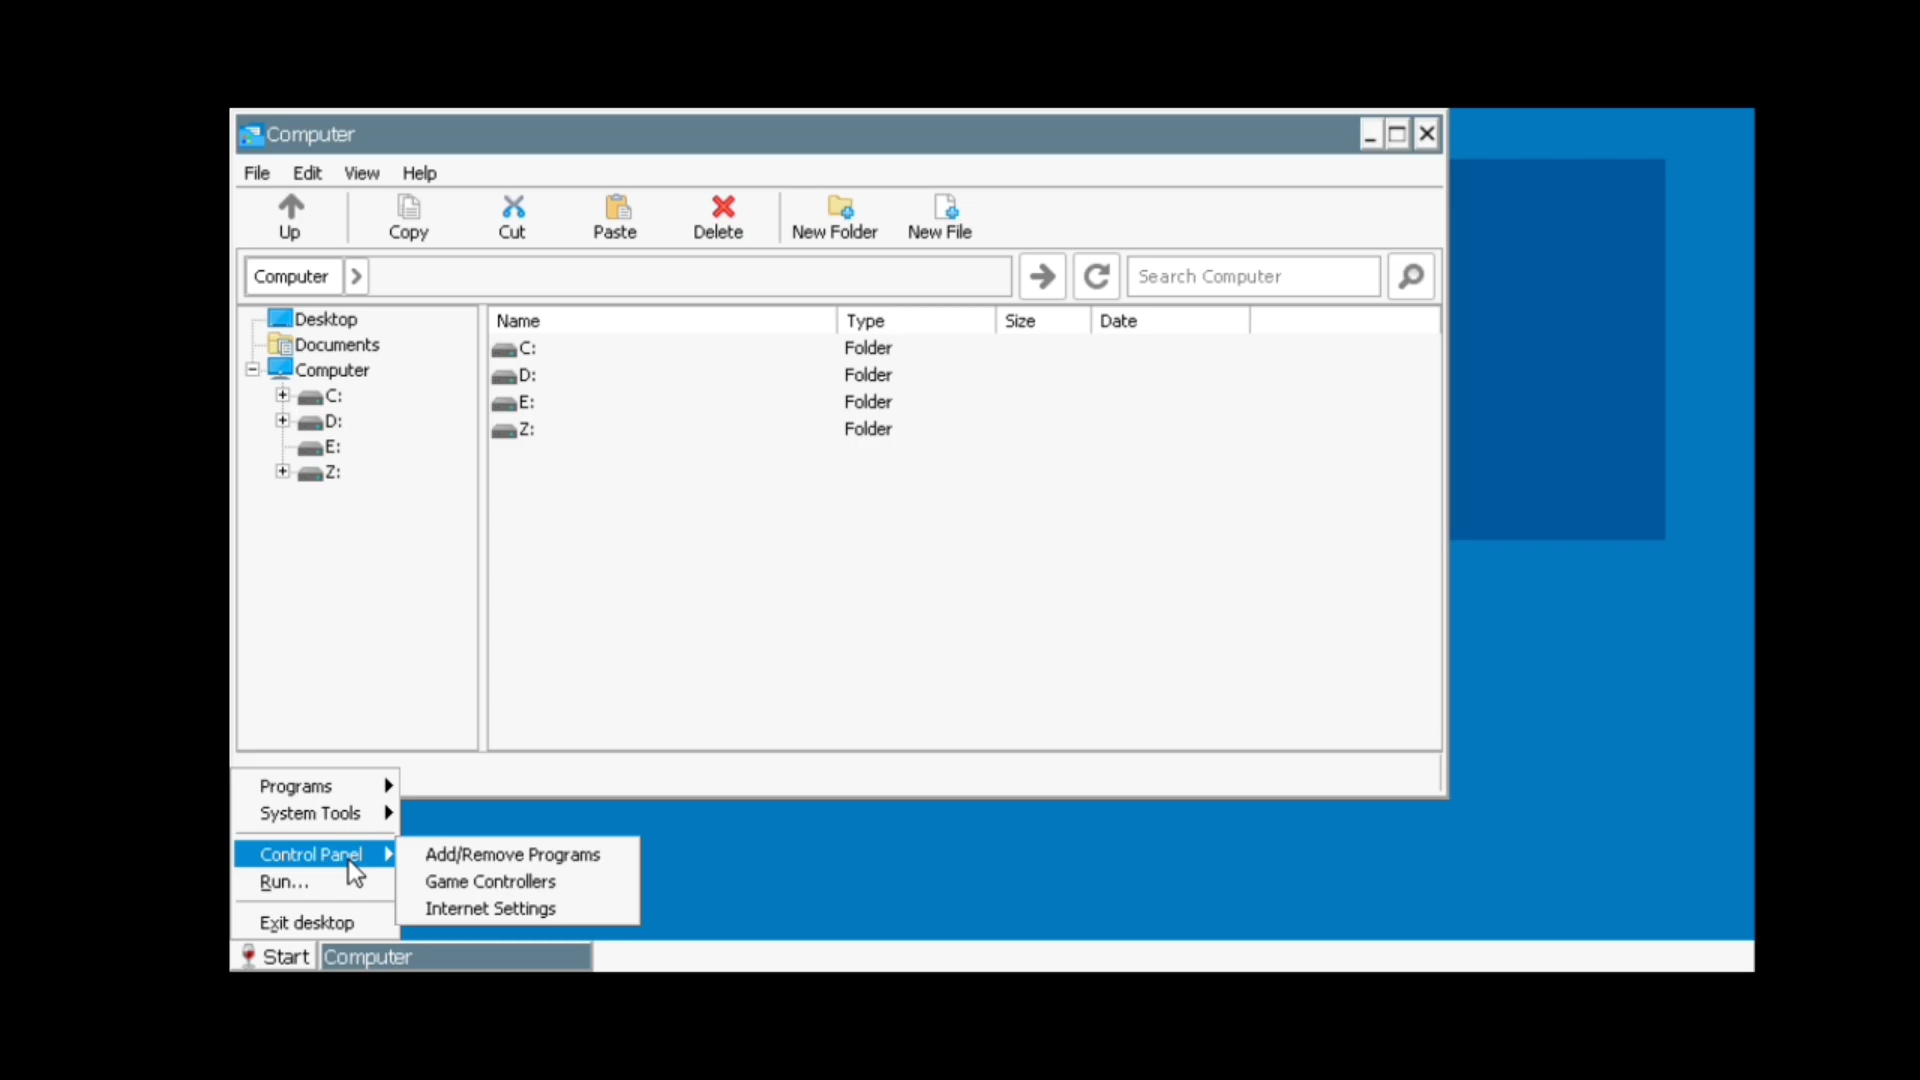 Computer
File Edit View Help
Up Copy Cut Paste Delete New Folder New File
Computer Search Computer
Desktop
Documents
Computer
C:
D:
E:
Z:
Name Type Size Date
C: Folder
D: Folder
E: Folder
Z: Folder
Programs
System Tools
Control Panel
Run...
Exit desktop
Add/Remove Programs
Game Controllers
Internet Settings
Start Computer